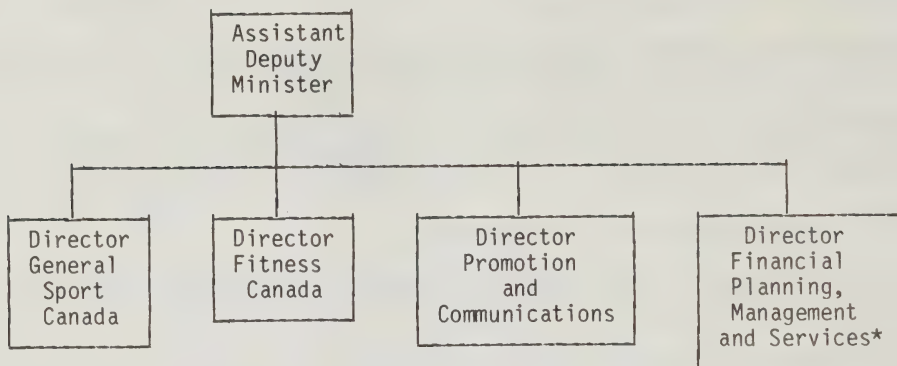 Assistant
Deputy
Minister
Director
General
Sport
Canada
Director
Fitness
Canada
Director
Promotion
and
Communications
Director
Financial
Planning,
Management
and Services*